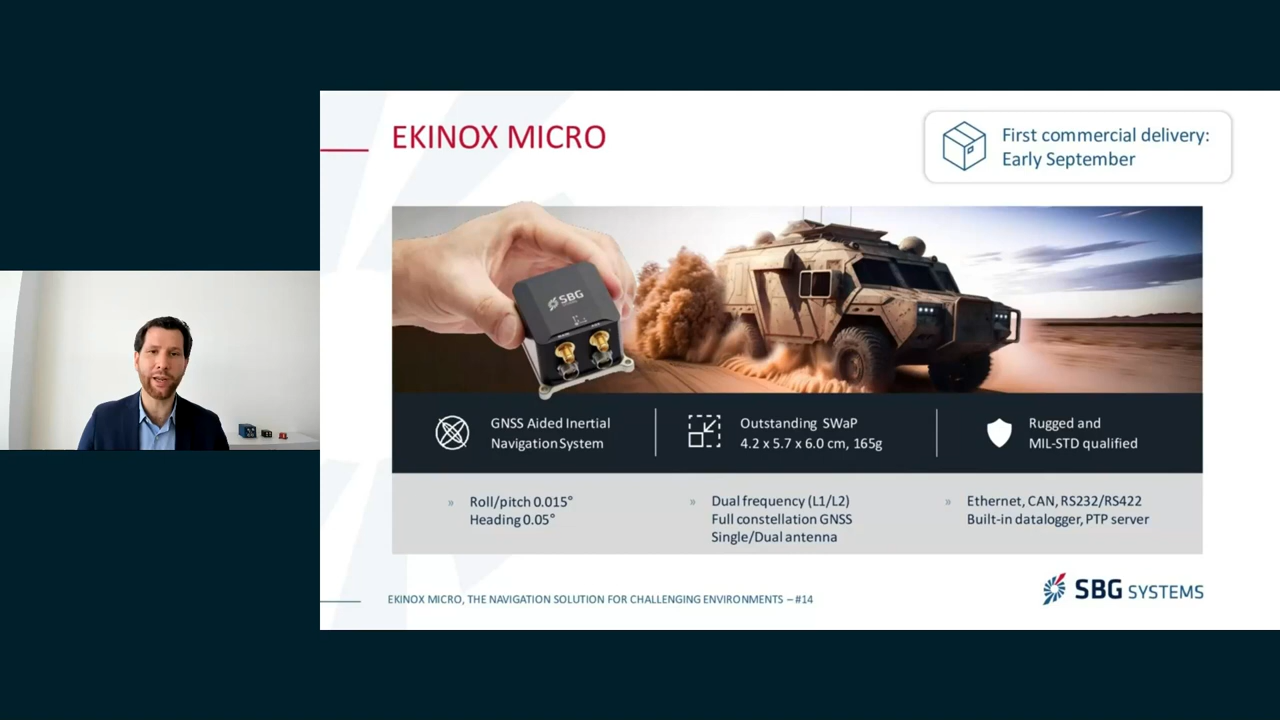 EKINOX MICRO
First commercial delivery:
Early September
SBG
GNSS Aided Inertial
Navigation System
Outstanding SWaP
4.2 x 5.7 x 6.0 cm, 165g
Rugged and
MIL-STD qualified
» Roll/pitch 0.015°
Heading 0.05°
» Dual frequency (L1/L2)
Full constellation GNSS
Single/Dual antenna
» Ethernet, CAN, RS232/RS422
Built-in datalogger, PTP server
EKINOX MICRO, THE NAVIGATION SOLUTION FOR CHALLENGING ENVIRONMENTS – #14
SBG SYSTEMS